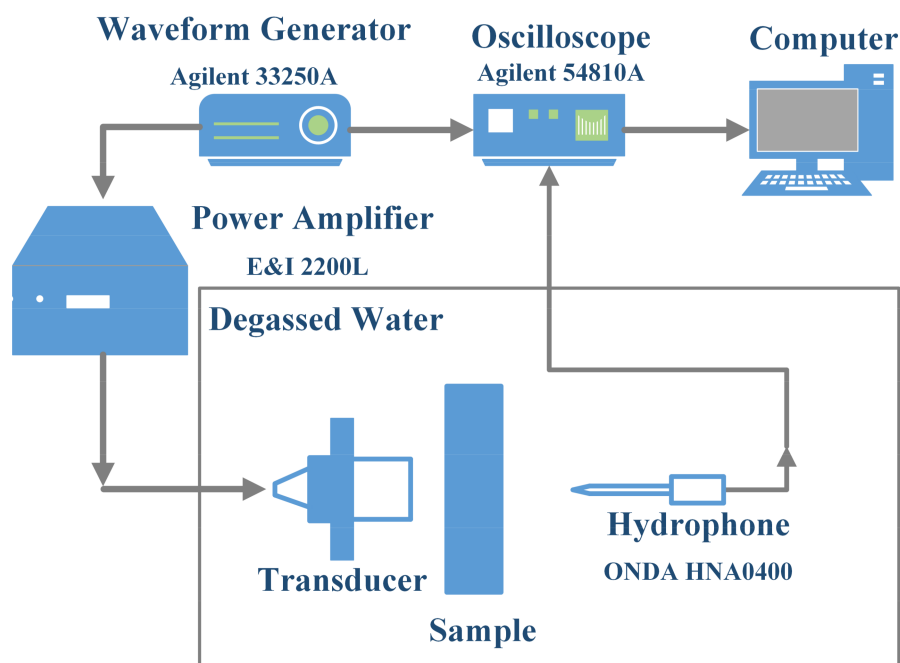 Waveform Generator
Agilent 33250A
Oscilloscope
Agilent 54810A
Computer
Power Amplifier
E&I 2200L
Degassed Water
Transducer
Sample
Hydrophone
ONDA HNA0400